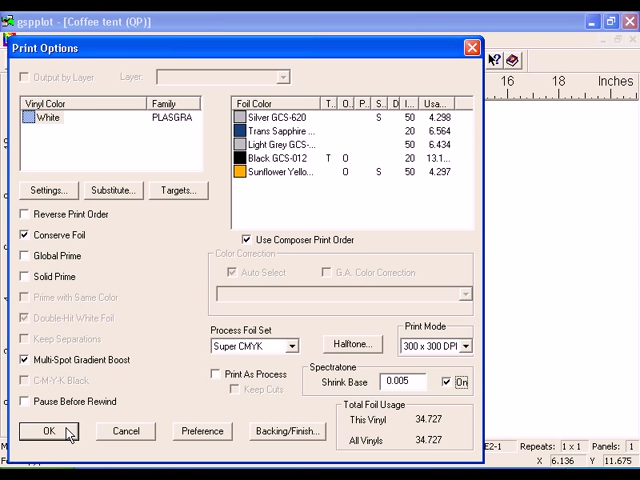 gspplot - [Coffee tent (QP)]
Print Options
Output by Layer Layer:
Vinyl Color Family
White PLASGRA
Foil Color T.. O.. P.. S.. D I... Usa...
Silver GCS-620 S 50 4.298
Trans Sapphire ... 20 6.564
Light Grey GCS-... 50 6.434
Black GCS-012 T O 20 13.1...
Sunflower Yello... O S 50 4.297
16 18 Inches
Settings... Substitute... Targets...
Reverse Print Order
Conserve Foil
Use Composer Print Order
Global Prime
Color Correction
Solid Prime
Auto Select G.A. Color Correction
Prime with Same Color
Double-Hit White Foil
Keep Separations
Process Foil Set
Super CMYK
Halftone...
Print Mode
300 x 300 DPI
Multi-Spot Gradient Boost
Print As Process
Keep Cuts
Spectratone
Shrink Base 0.005 On
C-M-Y-K Black
Pause Before Rewind
Total Foil Usage
This Vinyl 34.727
All Vinyls 34.727
OK Cancel Preference Backing/Finish...
E2-1 Repeats: 1 x 1 Panels: 1
X 6.136 Y 11.675